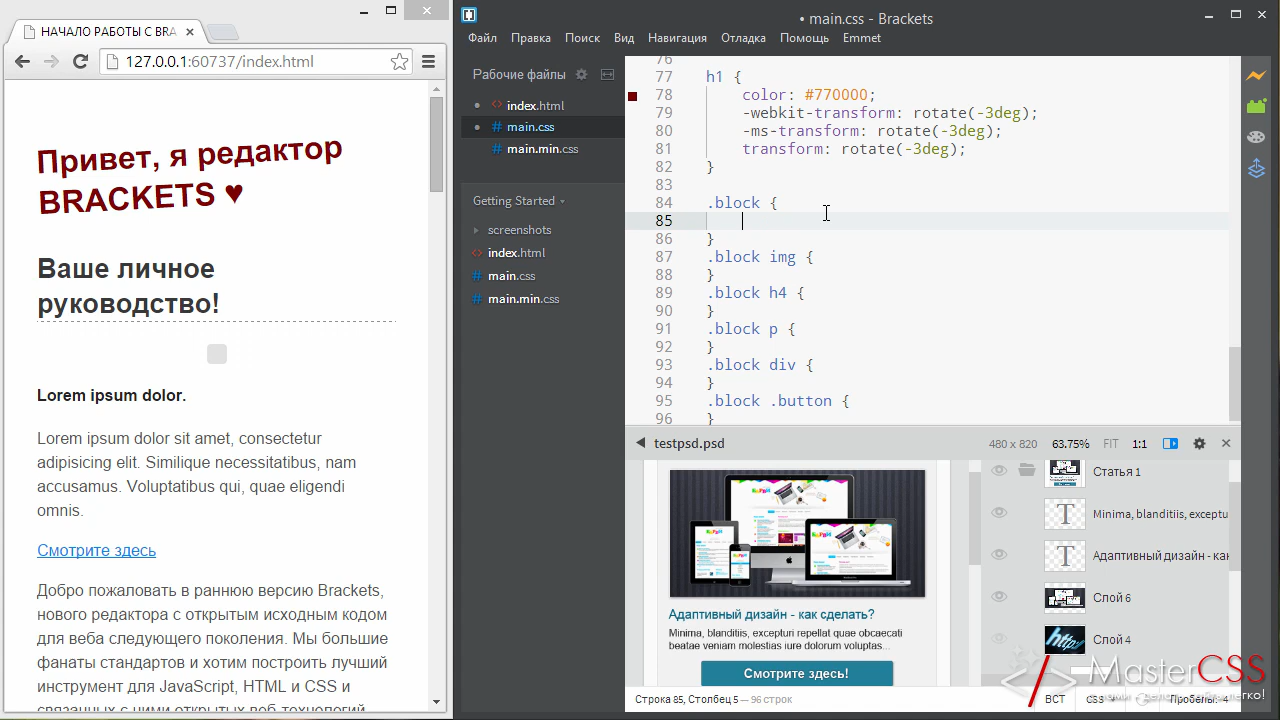 НАЧАЛО РАБОТЫ С BRA
127.0.0.1:60737/index.html
Привет, я редактор
BRACKETS ♥
Ваше личное
руководство!
Lorem ipsum dolor.
Lorem ipsum dolor sit amet, consectetur
adipisicing elit. Similique necessitatibus, nam
accusamus. Voluptatibus qui, quae eligendi
omnis.
Смотрите здесь
Добро пожаловать в раннюю версию Brackets,
нового редактора с открытым исходным кодом
для веба следующего поколения. Мы большие
фанаты стандартов и хотим построить лучший
инструмент для JavaScript, HTML и CSS и
связанных с ними открытых веб-технологий
• main.css - Brackets
Файл Правка Поиск Вид Навигация Отладка Помощь Emmet
Рабочие файлы
index.html
main.css
main.min.css
Getting Started
screenshots
index.html
main.css
main.min.css
76
77 h1 {
78 color: #770000;
79 -webkit-transform: rotate(-3deg);
80 -ms-transform: rotate(-3deg);
81 transform: rotate(-3deg);
82 }
83
84 .block {
85
86 }
87 .block img {
88 }
89 .block h4 {
90 }
91 .block p {
92 }
93 .block div {
94 }
95 .block .button {
96 }
testpsd.psd 480 x 820 63.75% FIT 1:1
Адаптивный дизайн - как сделать?
Minima, blanditiis, excepturi repellat quae obcaecati
beatae veniam molestias iure dolorum voluptas...
Смотрите здесь!
Статья 1
Minima, blanditiis, exceptu
Адаптивный дизайн - как
Слой 6
Слой 4
http
MasterCSS
Строка 85, Столбец 5 — 96 строк
ВСТ CSS Пробелы: 4